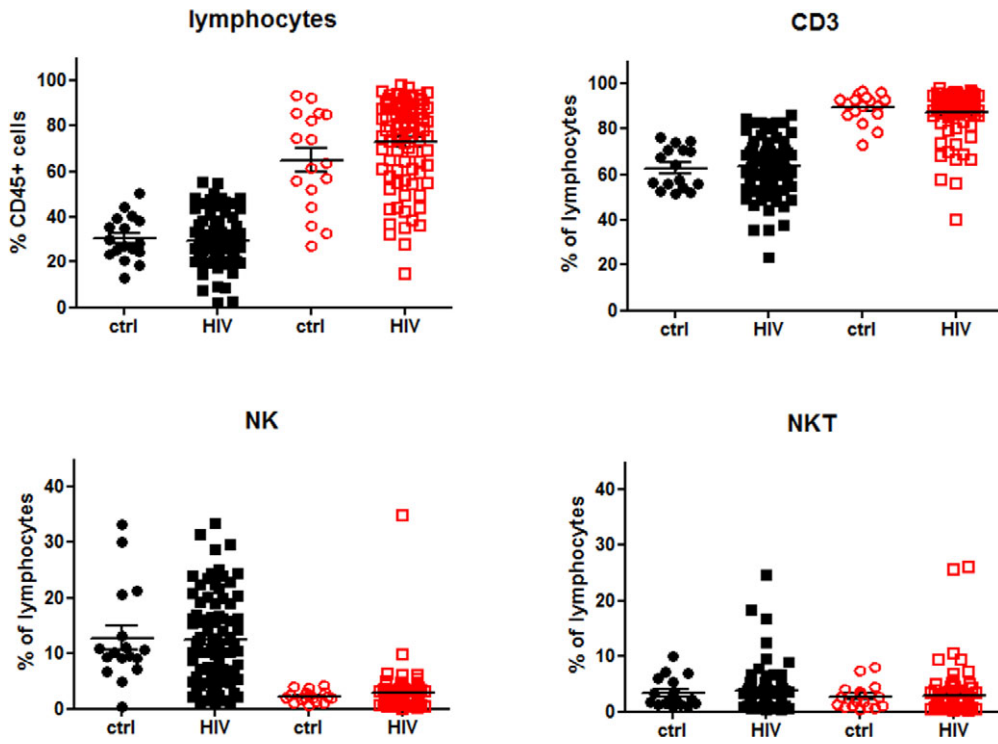 lymphocytes
% CD45+ cells
100
80
60
40
20
0
ctrl HIV ctrl HIV
CD3
% of lymphocytes
100
80
60
40
20
0
ctrl HIV ctrl HIV
NK
% of lymphocytes
40
30
20
10
0
ctrl HIV ctrl HIV
NKT
% of lymphocytes
40
30
20
10
0
ctrl HIV ctrl HIV